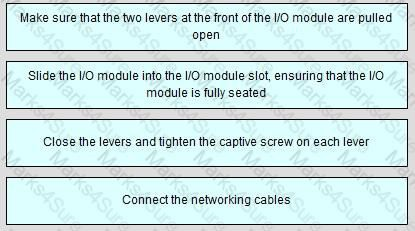 Make sure that the two levers at the front of the I/O module are pulled
open
Slide the I/O module into the I/O module slot, ensuring that the I/O
module is fully seated
Close the levers and tighten the captive screw on each lever
Connect the networking cables
Marks4Sure